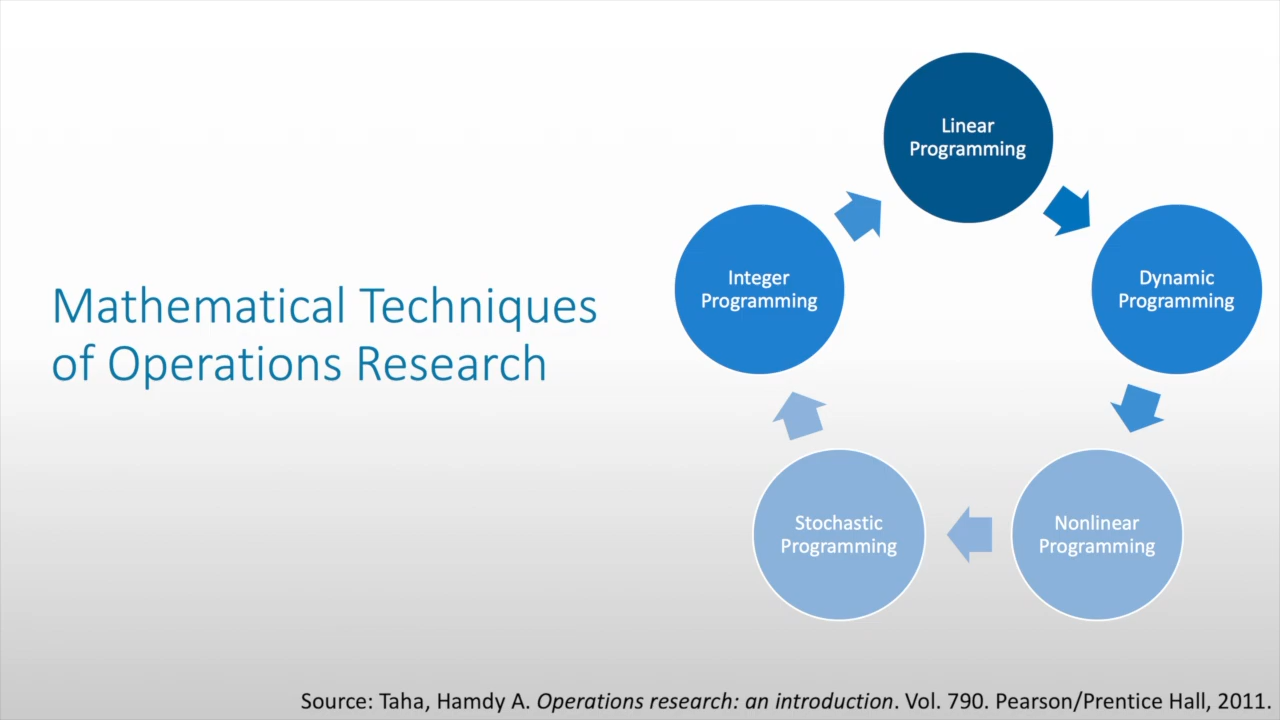 Mathematical Techniques
of Operations Research
Linear
Programming
Dynamic
Programming
Nonlinear
Programming
Stochastic
Programming
Integer
Programming
Source: Taha, Hamdy A. Operations research: an introduction. Vol. 790. Pearson/Prentice Hall, 2011.